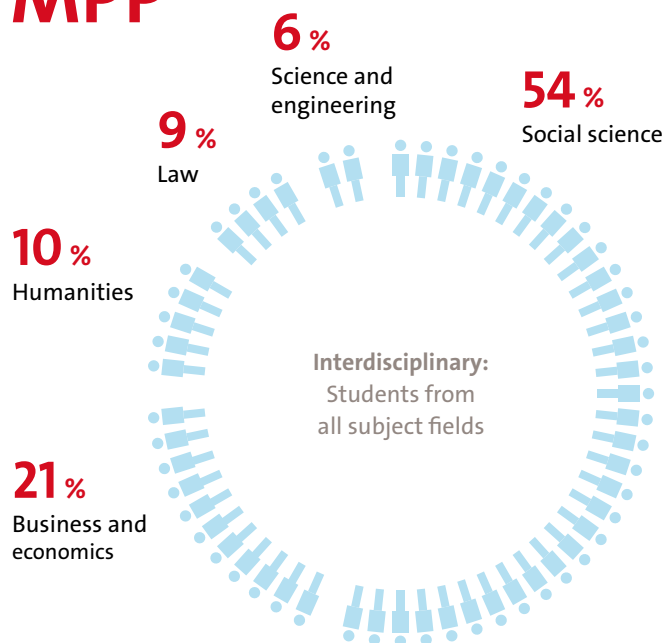 MPP
6 %
Science and
engineering
54 %
Social science
9 %
Law
10 %
Humanities
Interdisciplinary:
Students from
all subject fields
21 %
Business and
economics